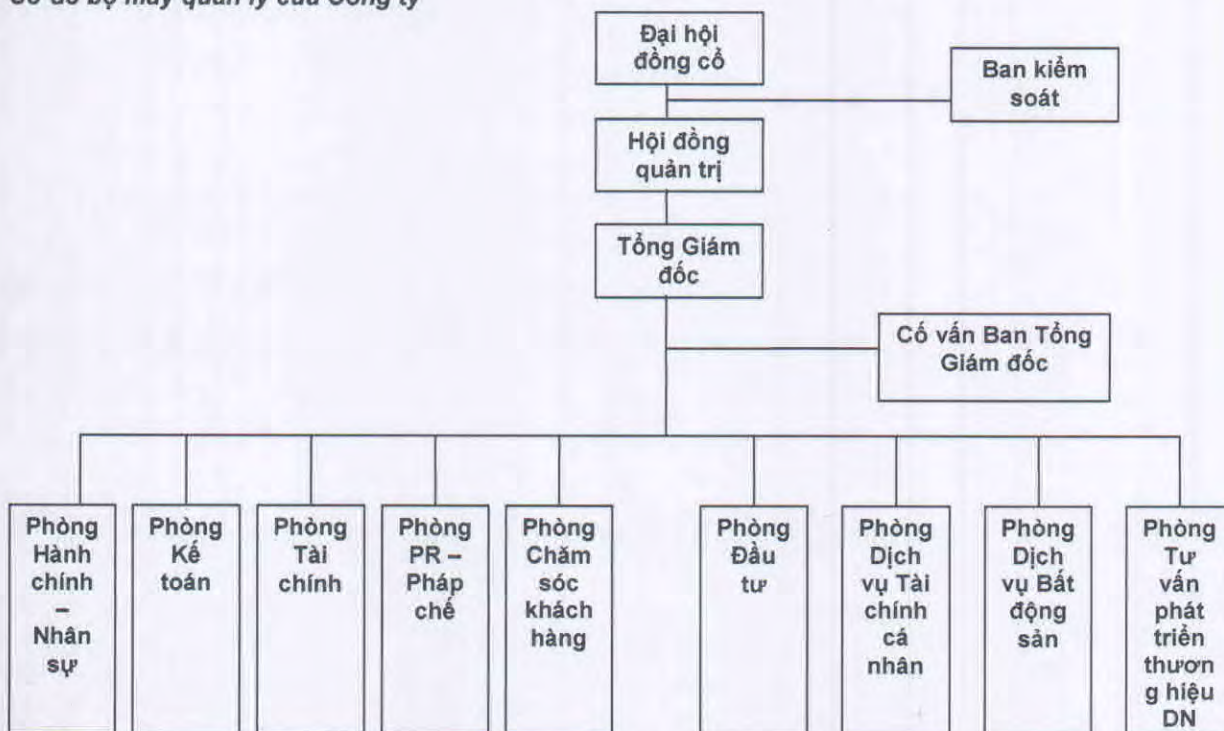 Sơ đồ bộ máy quản lý của Công ty
Đại hội
đồng cổ
Ban kiểm
soát
Hội đồng
quản trị
Tổng Giám
đốc
Cố vấn Ban Tổng
Giám đốc
Phòng
Hành
chính
–
Nhân
sự
Phòng
Kế
toán
Phòng
Tài
chính
Phòng
PR –
Pháp
chế
Phòng
Chăm
sóc
khách
hàng
Phòng
Đầu
tư
Phòng
Dịch
vụ Tài
chính
cá
nhân
Phòng
Dịch
vụ Bất
động
sản
Phòng
Tư
vấn
phát
triển
thươn
g hiệu
DN